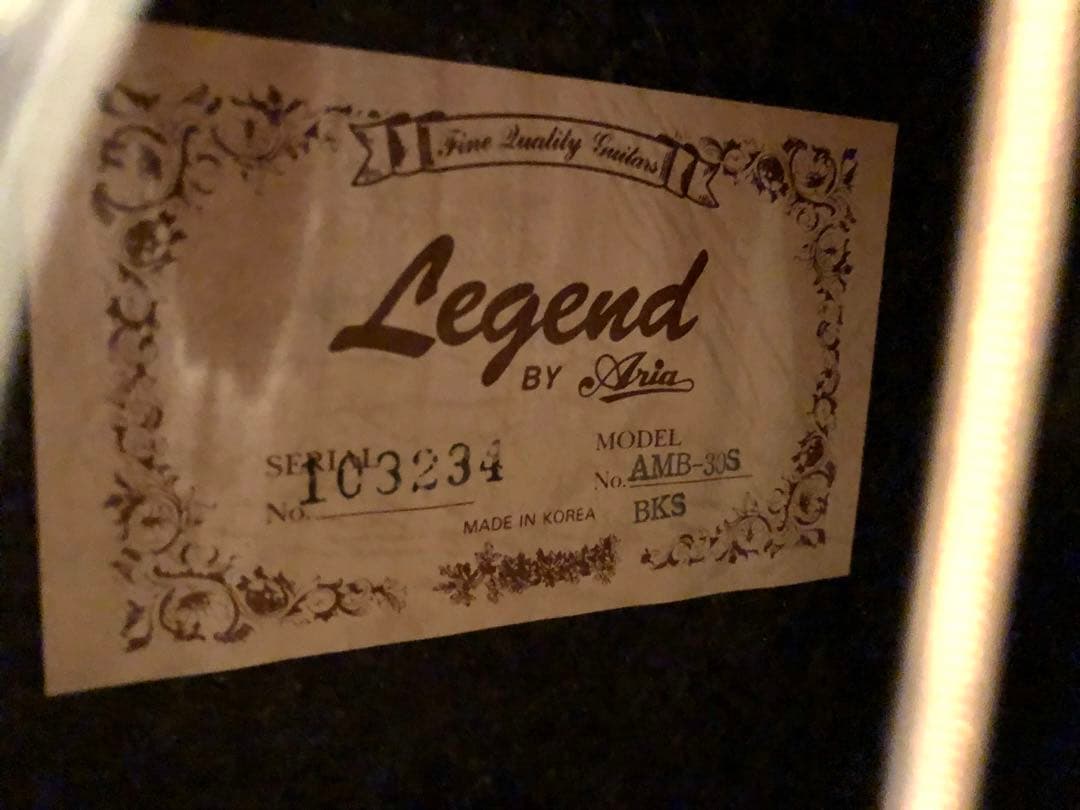 Fine Quality Guitars
Legend
BY Aria
SERIAL
No. 103234
MODEL
No. AMB-30S
BKS
MADE IN KOREA